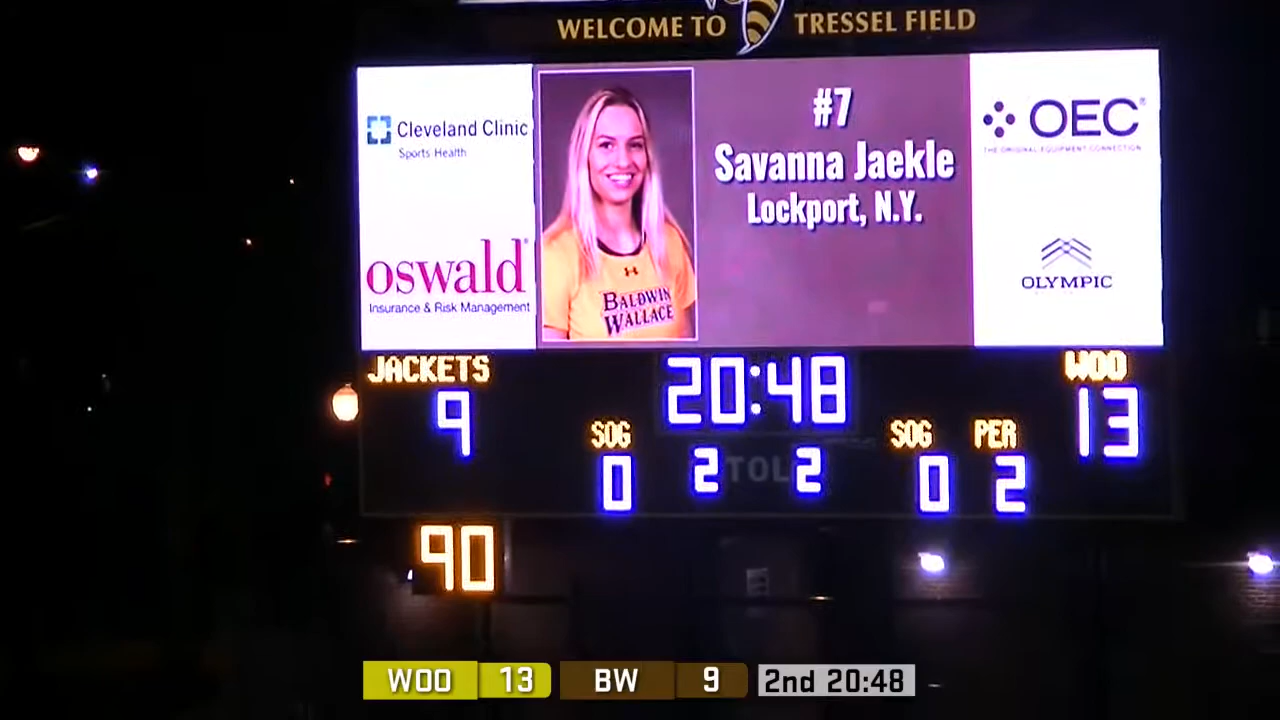 WELCOME TO TRESSEL FIELD
Cleveland Clinic
Sports Health
oswald
Insurance & Risk Management
BALDWIN
WALLACE
#7
Savanna Jaekle
Lockport, N.Y.
OEC
THE ORIGINAL EQUIPMENT CONNECTION
OLYMPIC
JACKETS
9
20:48
WOO
13
SOG
0
2 TOL 2
SOG
0
PER
2
90
WOO 13 BW 9 2nd 20:48